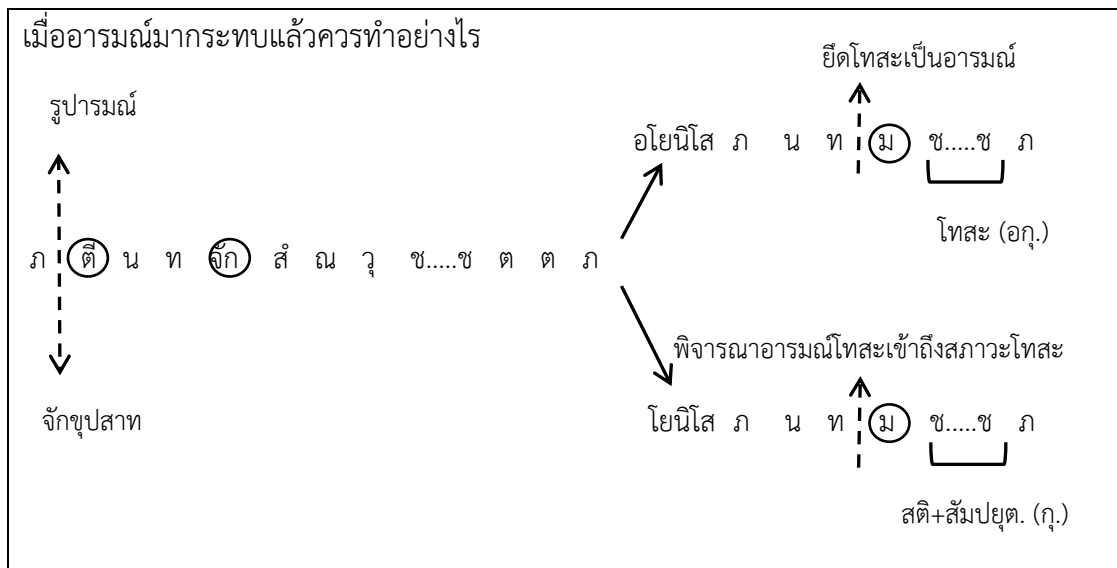 เมื่ออารมณ์มากระทบแล้วควรทำอย่างไร
ยึดโทสะเป็นอารมณ์
รูปารมณ์
อโยนิโส ภ น ท ม ช.....ช ภ
โทสะ (อกุ.)
ภ ตี น ท จัก สํ ณ วุ ช.....ช ต ต ภ
พิจารณาอารมณ์โทสะเข้าถึงสภาวะโทสะ
จักขุปสาท
โยนิโส ภ น ท ม ช.....ช ภ
สติ+สัมปยุต. (กุ.)